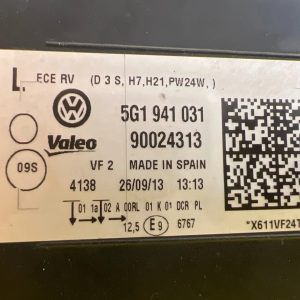 L ECE RV (D 3 S, H7,H21,PW24W, )
5G1 941 031
Valeo 90024313
09S
VF 2 MADE IN SPAIN
4138 26/09/13 13:13
01 1a 02 A 00RL 01 K 01 DCR PL
12,5 E9 6767
*X611VF24T